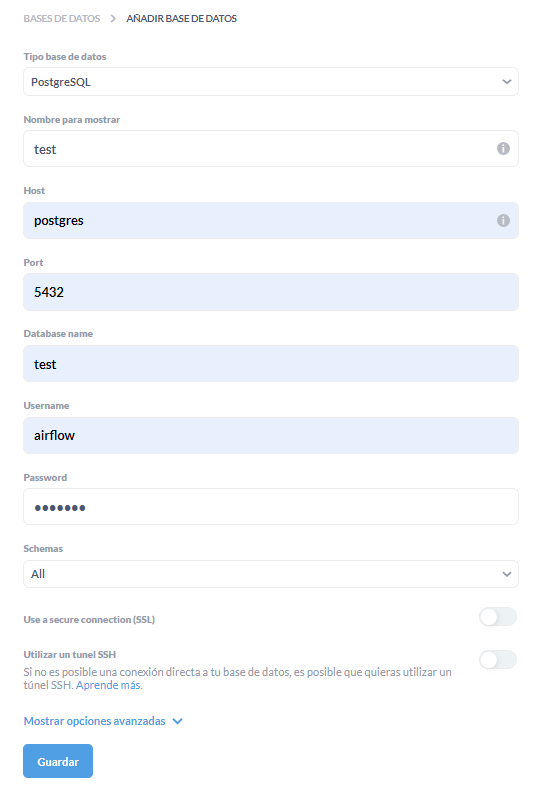 BASES DE DATOS > AÑADIR BASE DE DATOS
Tipo base de datos
PostgreSQL
Nombre para mostrar
test
Host
postgres
Port
5432
Database name
test
Username
airflow
Password
•••••••
Schemas
All
Use a secure connection (SSL)
Utilizar un tunel SSH
Si no es posible una conexión directa a tu base de datos, es posible que quieras utilizar un
túnel SSH. Aprende más.
Mostrar opciones avanzadas
Guardar